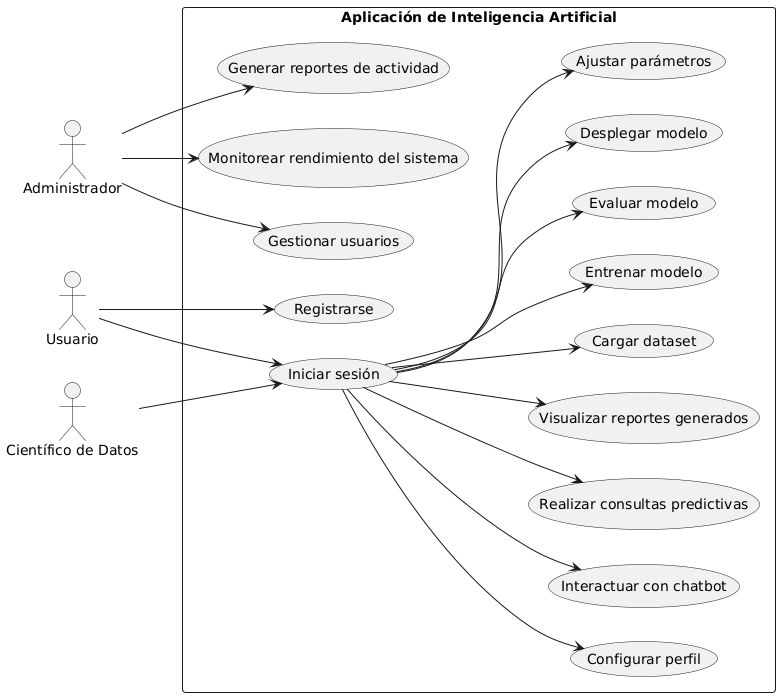 Aplicación de Inteligencia Artificial
Generar reportes de actividad
Monitorear rendimiento del sistema
Gestionar usuarios
Registrarse
Iniciar sesión
Administrador
Usuario
Científico de Datos
Ajustar parámetros
Desplegar modelo
Evaluar modelo
Entrenar modelo
Cargar dataset
Visualizar reportes generados
Realizar consultas predictivas
Interactuar con chatbot
Configurar perfil